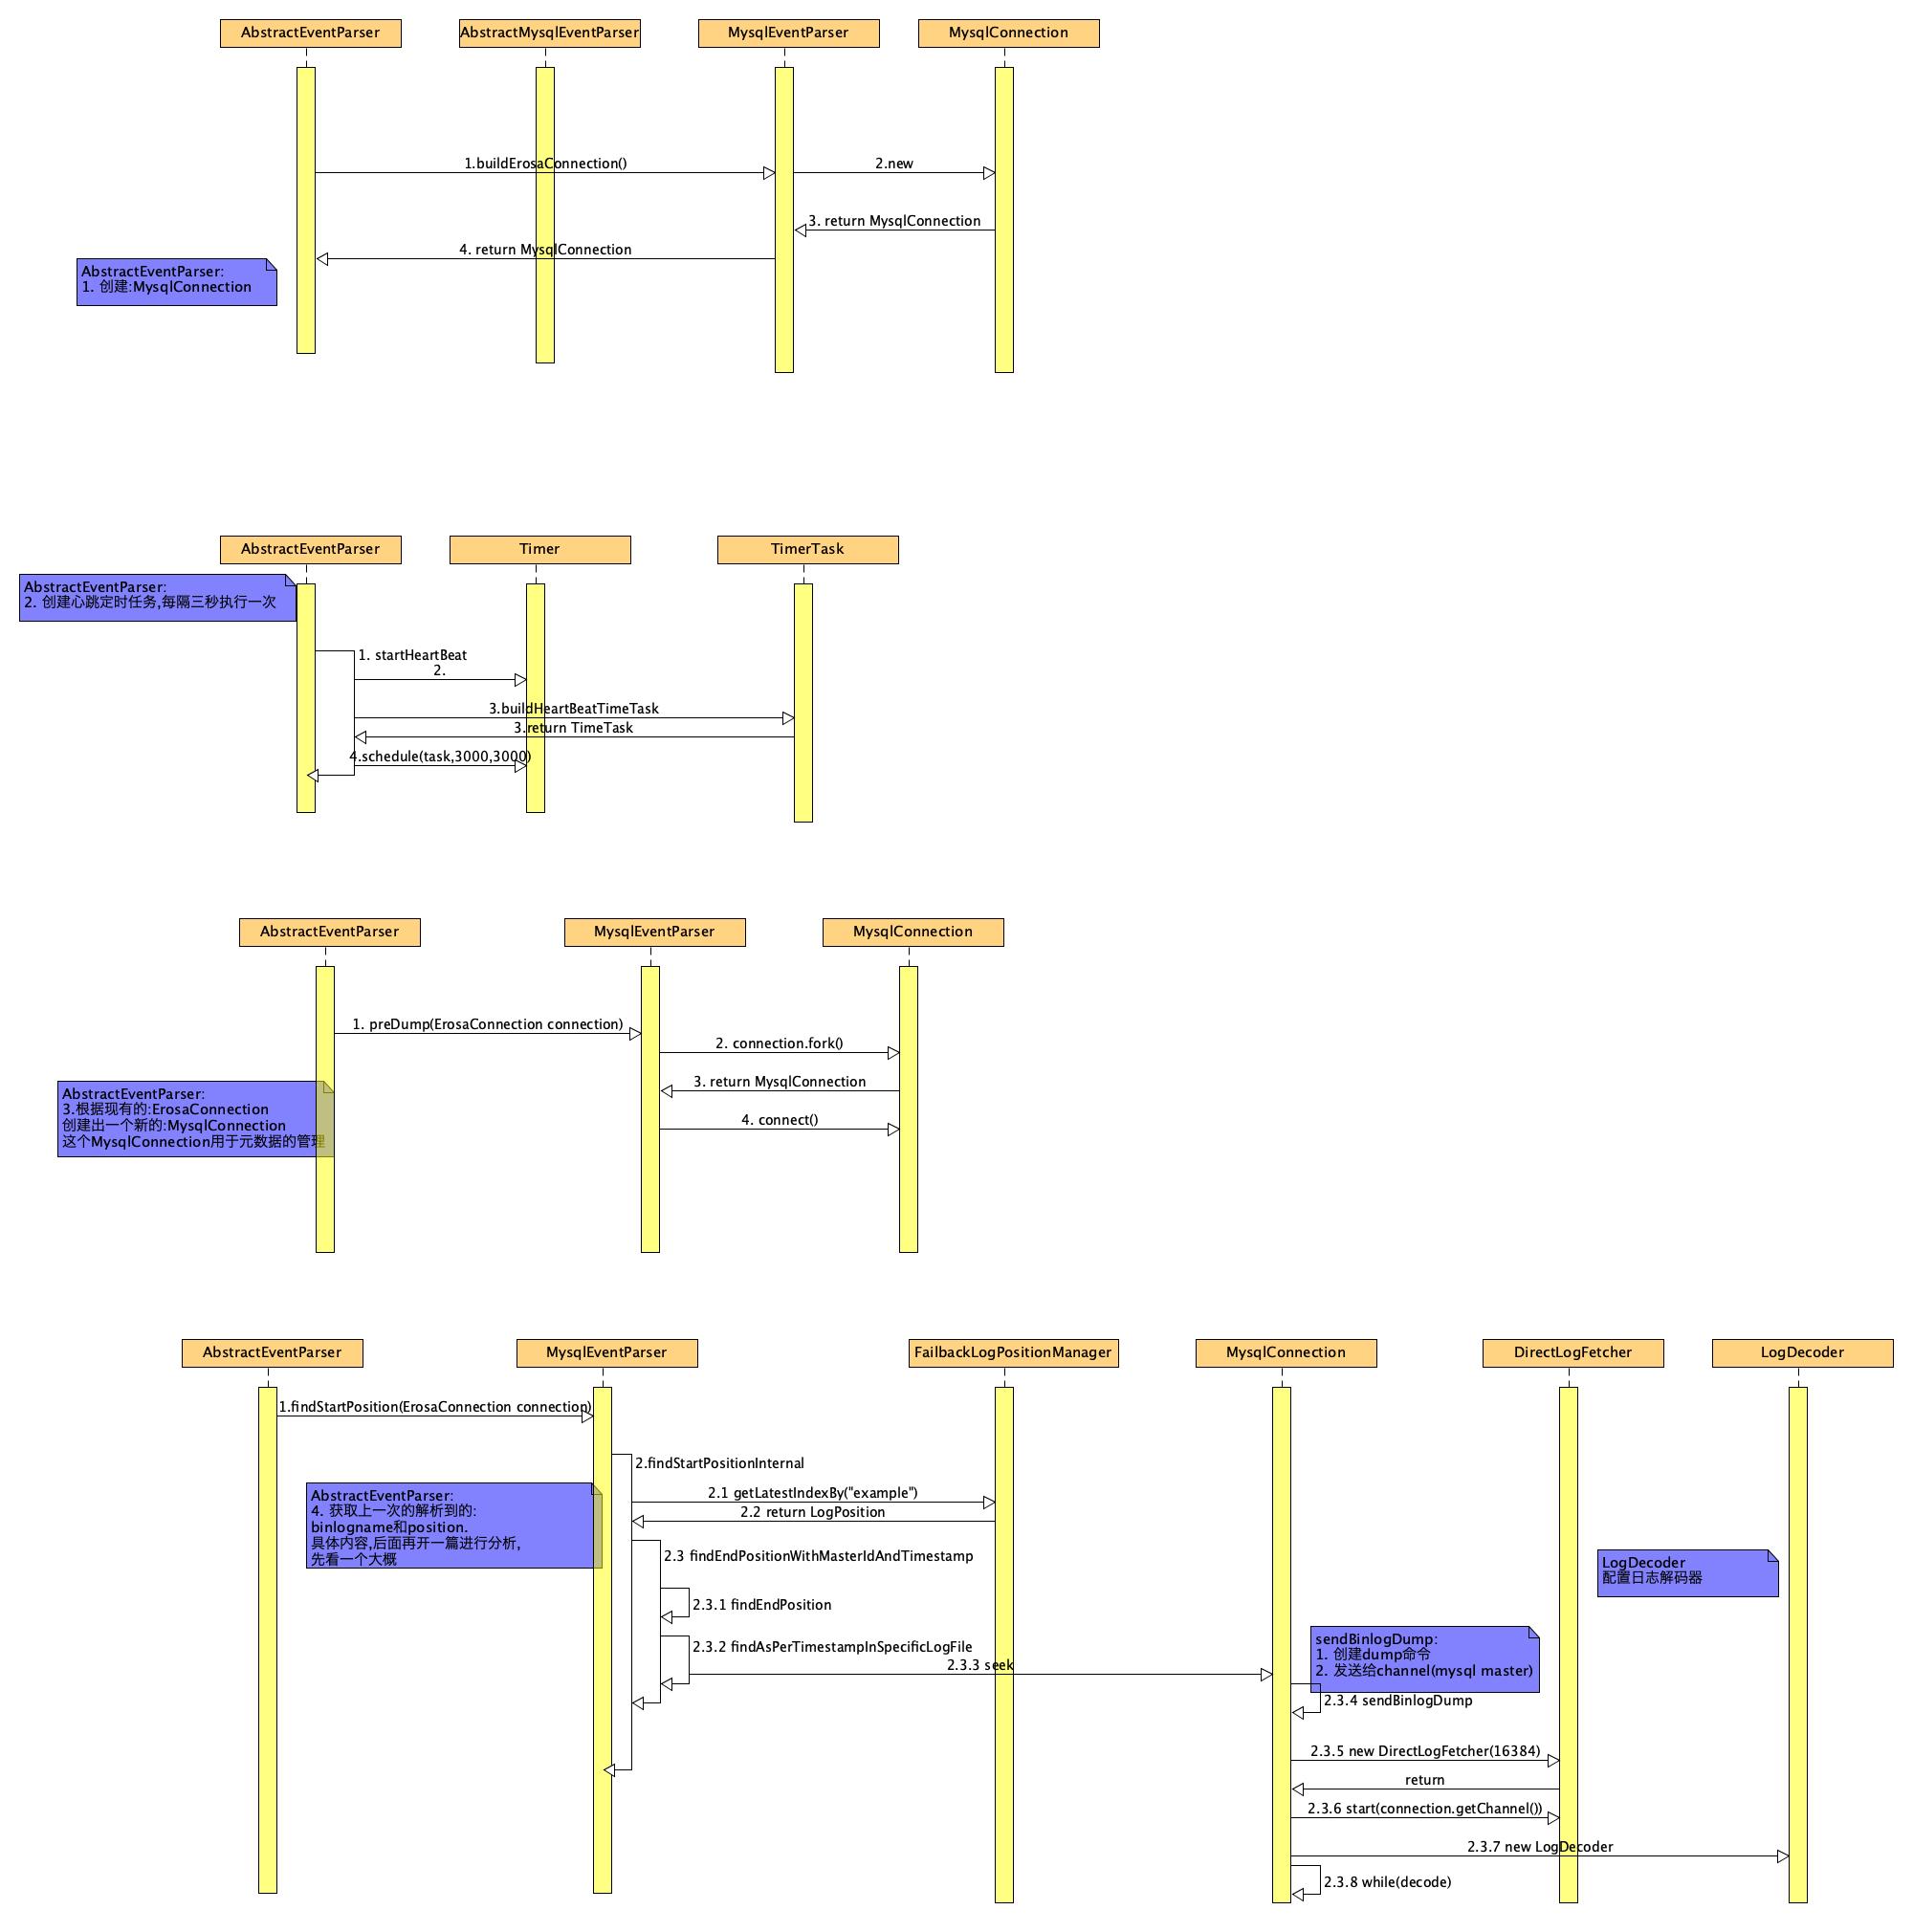 AbstractEventParser
AbstractMysqlEventParser
MysqlEventParser
MysqlConnection
1.buildErosaConnection()
2.new
3. return MysqlConnection
4. return MysqlConnection
AbstractEventParser:
1. 创建:MysqlConnection
AbstractEventParser
Timer
TimerTask
AbstractEventParser:
2. 创建心跳定时任务,每隔三秒执行一次
1. startHeartBeat
2.
3.buildHeartBeatTimeTask
3.return TimeTask
4.schedule(task,3000,3000)
AbstractEventParser
MysqlEventParser
MysqlConnection
1. preDump(ErosaConnection connection)
2. connection.fork()
3. return MysqlConnection
4. connect()
AbstractEventParser:
3.根据现有的:ErosaConnection
创建出一个新的:MysqlConnection
这个MysqlConnection用于元数据的管理
AbstractEventParser
MysqlEventParser
FailbackLogPositionManager
MysqlConnection
DirectLogFetcher
LogDecoder
1.findStartPosition(ErosaConnection connection)
2.findStartPositionInternal
AbstractEventParser:
4. 获取上一次的解析到的:
binlogname和position.
具体内容,后面再开一篇进行分析,
先看一个大概
2.1 getLatestIndexBy("example")
2.2 return LogPosition
2.3 findEndPositionWithMasterIdAndTimestamp
2.3.1 findEndPosition
2.3.2 findAsPerTimestampInSpecificLogFile
2.3.3 seek
LogDecoder
配置日志解码器
sendBinlogDump:
1. 创建dump命令
2. 发送给channel(mysql master)
2.3.4 sendBinlogDump
2.3.5 new DirectLogFetcher(16384)
return
2.3.6 start(connection.getChannel())
2.3.7 new LogDecoder
2.3.8 while(decode)